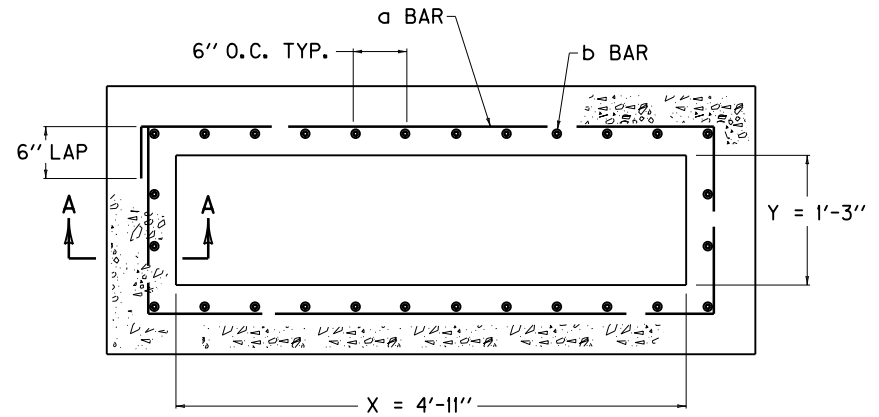 a BAR
6" O.C. TYP.
b BAR
6" LAP
A
A
Y = 1'-3"
X = 4'-11"